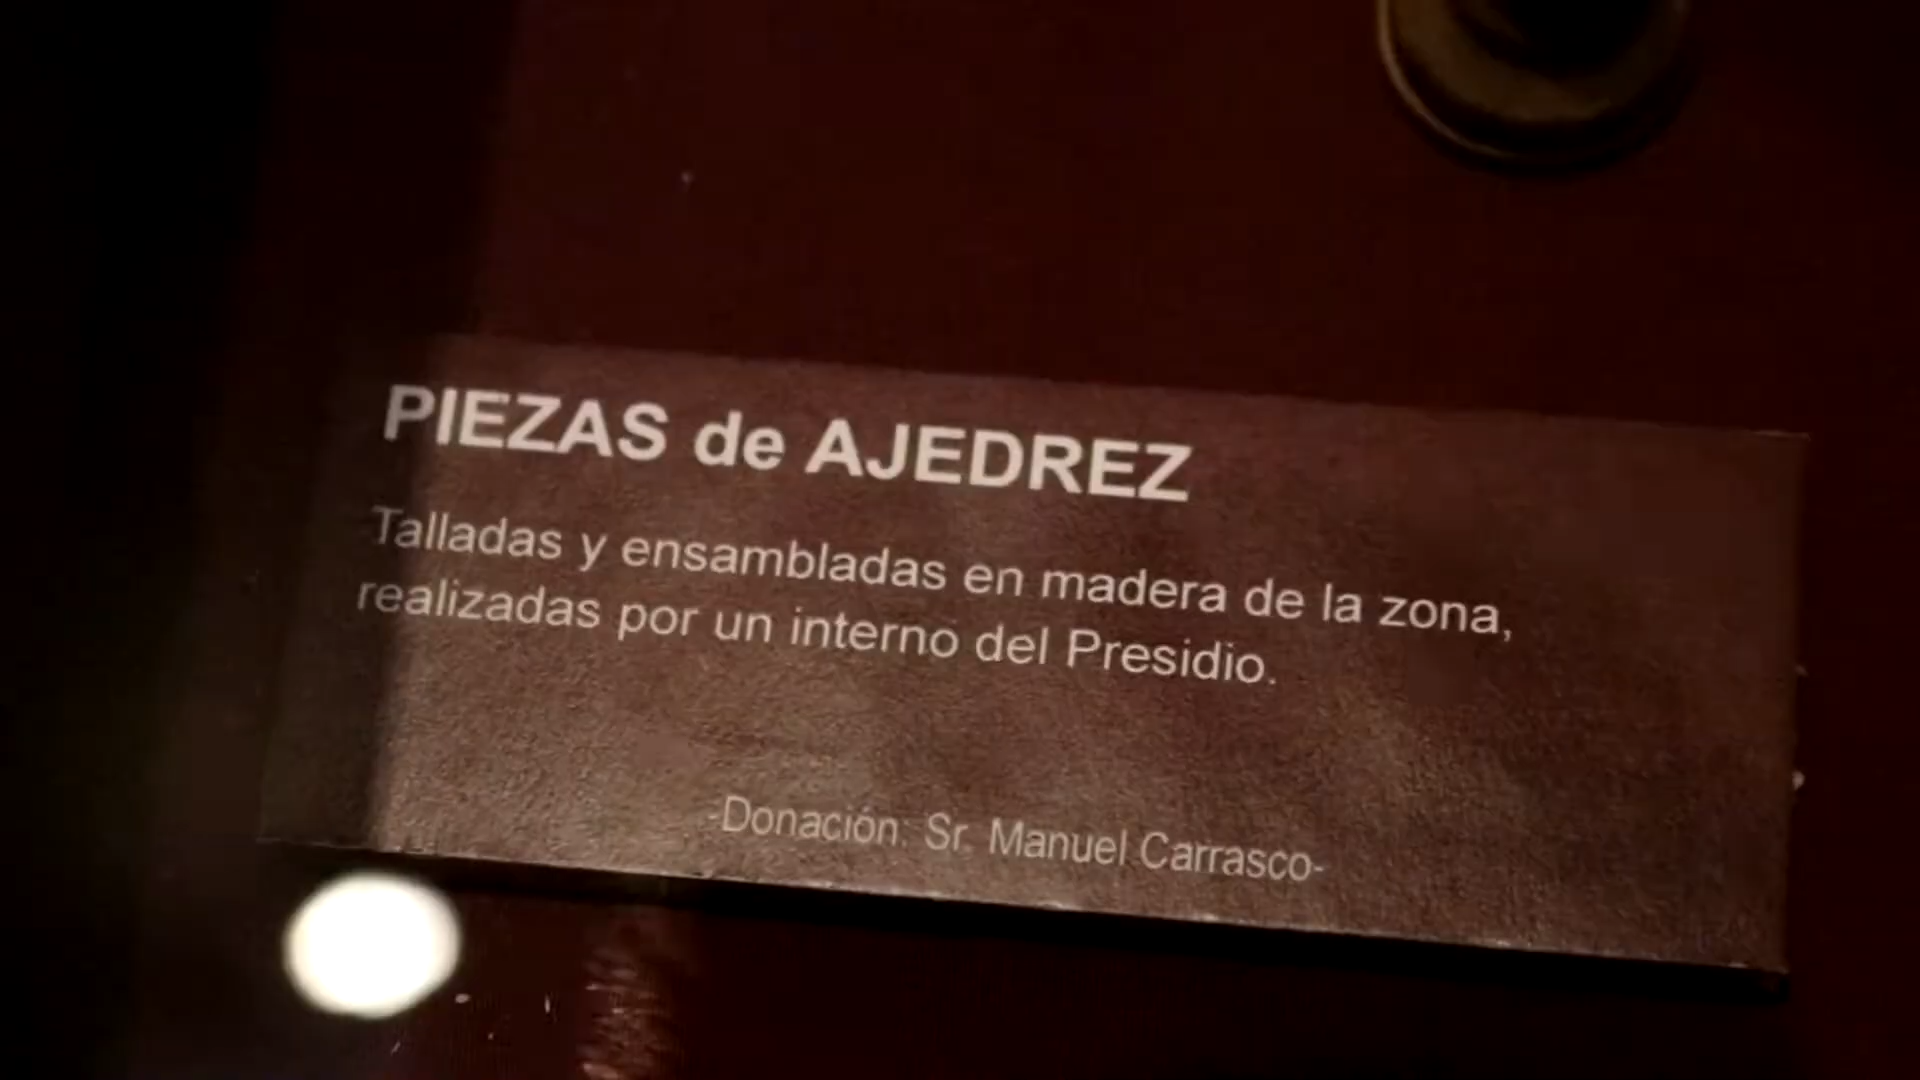 PIEZAS de AJEDREZ
Talladas y ensambladas en madera de la zona,
realizadas por un interno del Presidio.
-Donación: Sr. Manuel Carrasco-